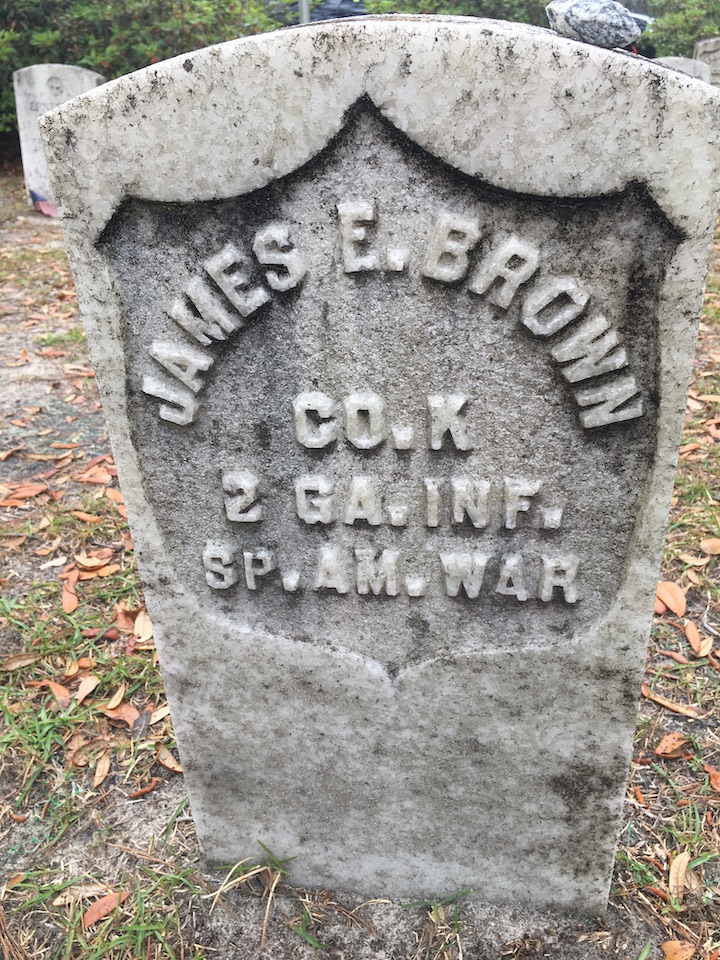 JAMES E. BROWN
CO. K
2 GA. INF.
SP. AM. WAR